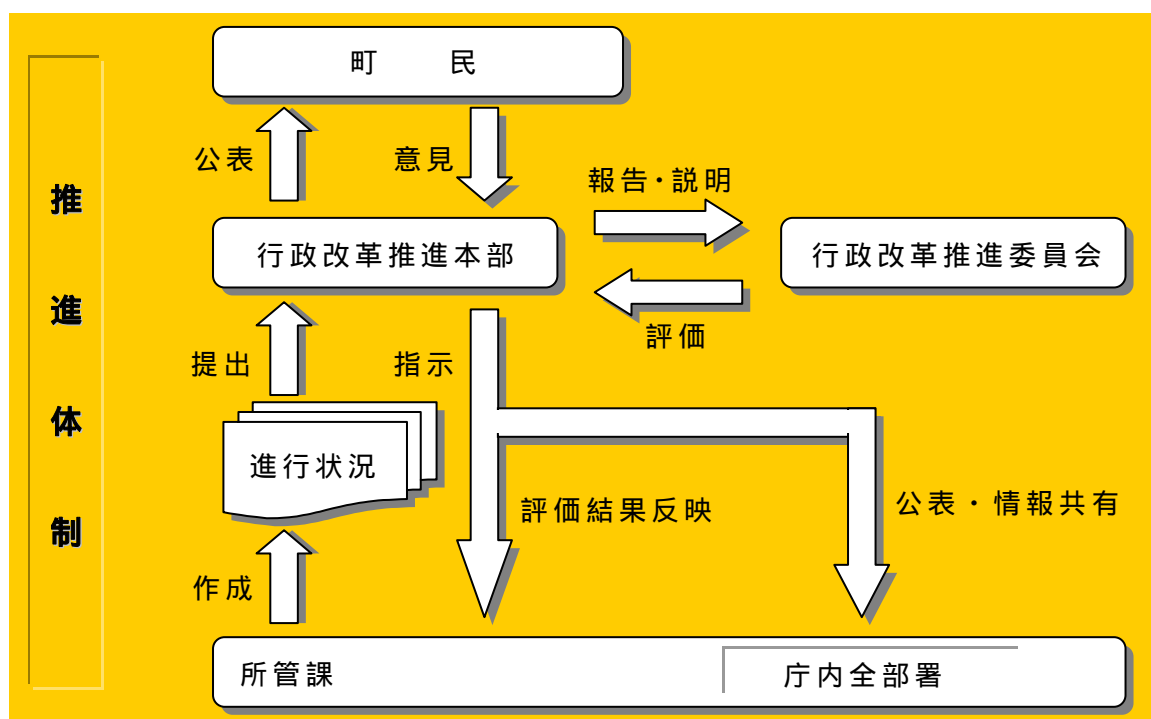 推進体制
町 民
公表
意見
報告・説明
行政改革推進本部
行政改革推進委員会
評価
提出
指示
進行状況
評価結果反映
公表・情報共有
作成
所管課
庁内全部署